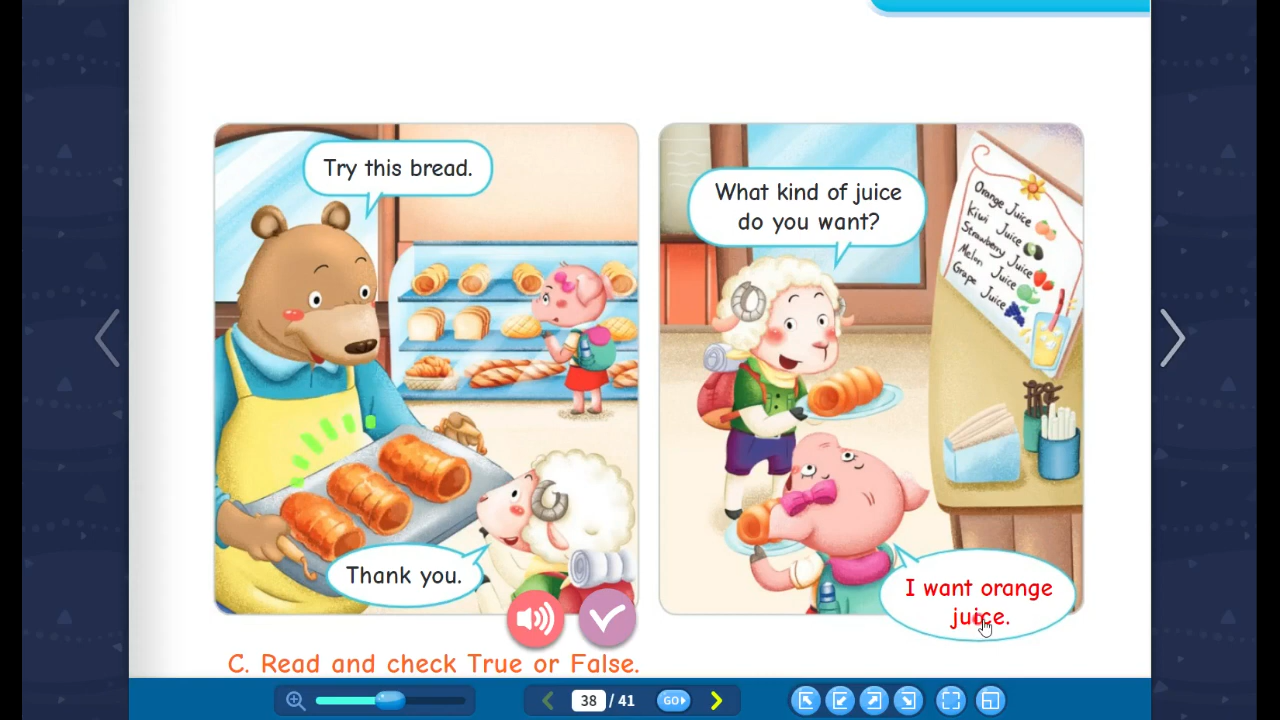 Try this bread.
Thank you.
What kind of juice
do you want?
Orange Juice
Kiwi Juice
Strawberry Juice
Melon Juice
Grape Juice
I want orange
juice.
C. Read and check True or False.
38 / 41
GO